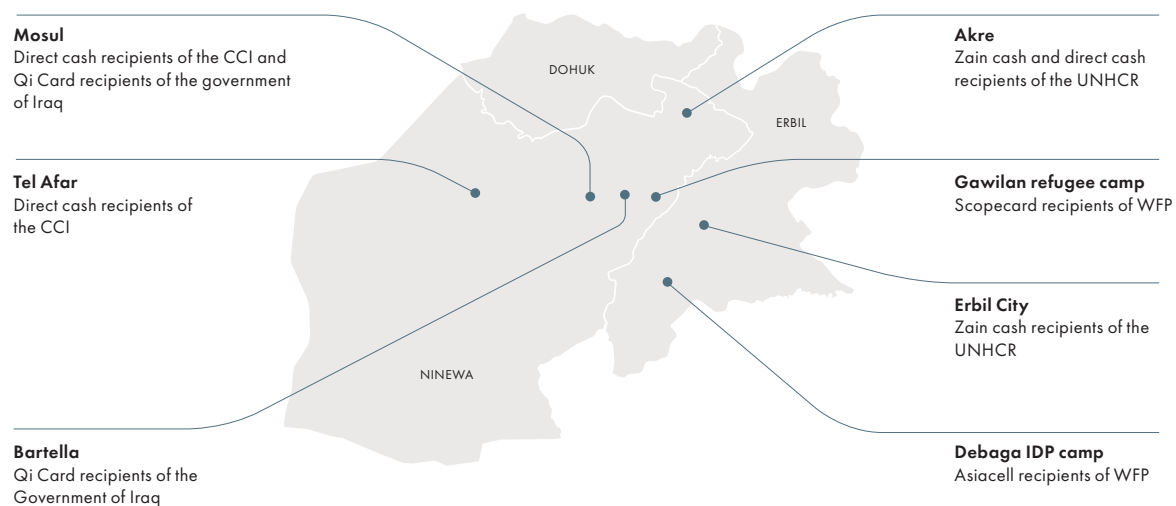 Mosul
Direct cash recipients of the CCI and
Qi Card recipients of the government
of Iraq
Tel Afar
Direct cash recipients of
the CCI
Bartella
Qi Card recipients of the
Government of Iraq
DOHUK
ERBIL
NINEWA
Akre
Zain cash and direct cash
recipients of the UNHCR
Gawilan refugee camp
Scopecard recipients of WFP
Erbil City
Zain cash recipients of the
UNHCR
Debaga IDP camp
Asiacell recipients of WFP